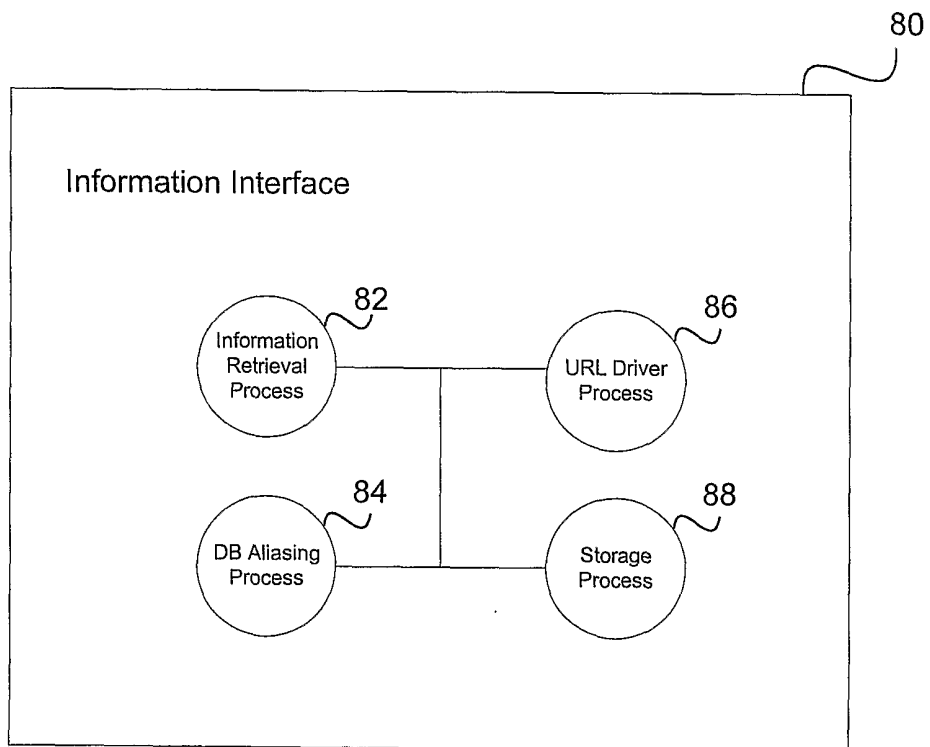 80
Information Interface
82
Information
Retrieval
Process
86
URL Driver
Process
84
DB Aliasing
Process
88
Storage
Process